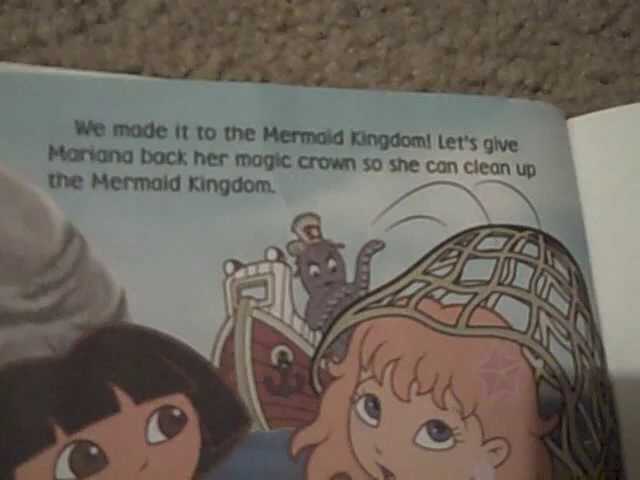 We made it to the Mermaid Kingdom! Let's give
Mariana back her magic crown so she can clean up
the Mermaid Kingdom.